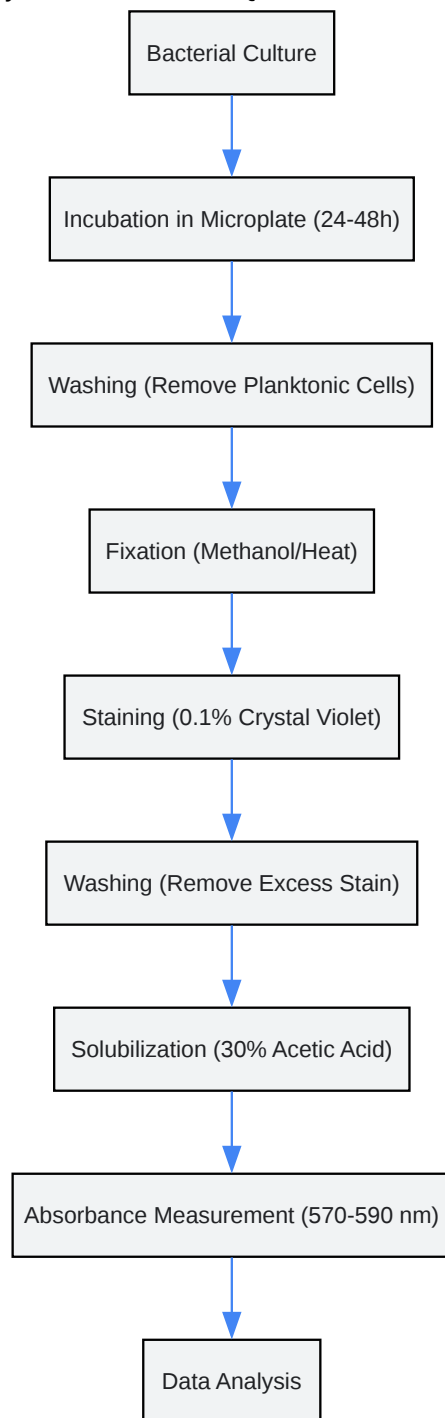 Bacterial Culture
Incubation in Microplate (24-48h)
Washing (Remove Planktonic Cells)
Fixation (Methanol/Heat)
Staining (0.1% Crystal Violet)
Washing (Remove Excess Stain)
Solubilization (30% Acetic Acid)
Absorbance Measurement (570-590 nm)
Data Analysis